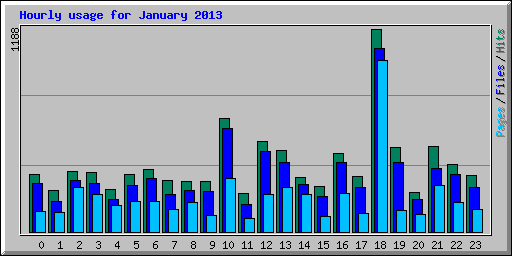 Hourly usage for January 2013
1188
Pages / Files / Hits
0 1 2 3 4 5 6 7 8 9 10 11 12 13 14 15 16 17 18 19 20 21 22 23